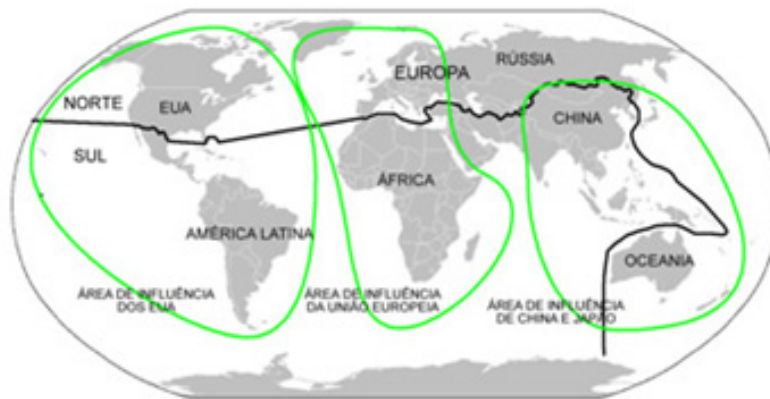 RÚSSIA
EUROPA
NORTE
EUA
CHINA
SUL
ÁFRICA
AMÉRICA LATINA
OCEANIA
ÁREA DE INFLUÊNCIA
DOS EUA
ÁREA DE INFLUÊNCIA
DA UNIÃO EUROPEIA
ÁREA DE INFLUÊNCIA
DE CHINA E JAPÃO